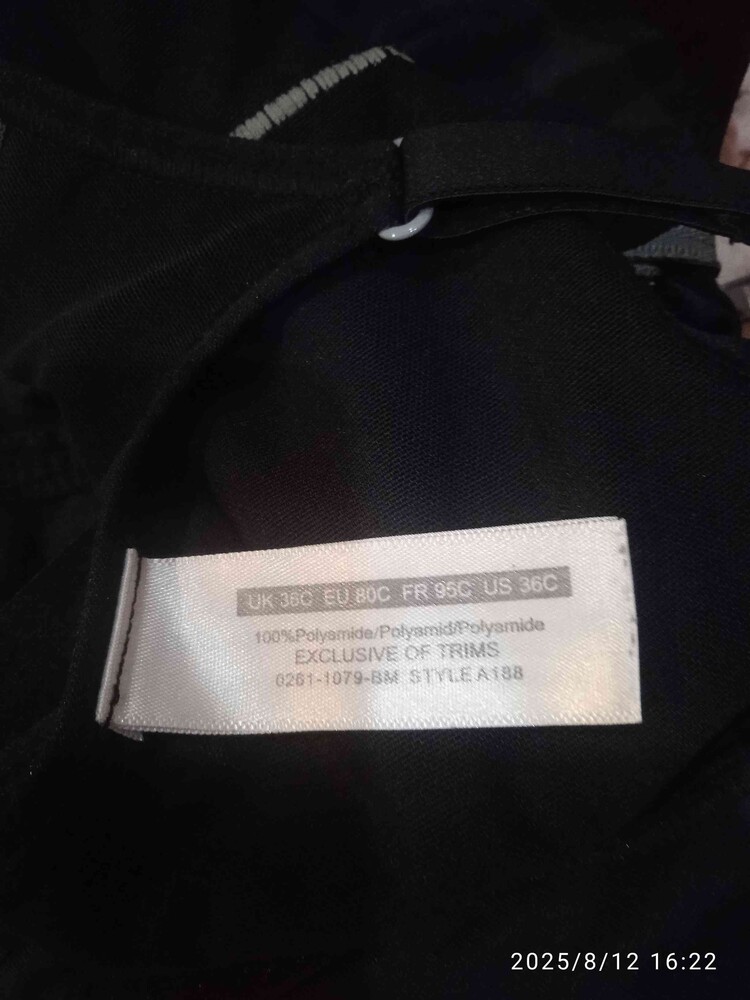 UK 36C EU 80C FR 95C US 36C
100%Polyamide/Polyamid/Polyamide
EXCLUSIVE OF TRIMS
0261-1079-BM STYLE A188
2025/8/12 16:22